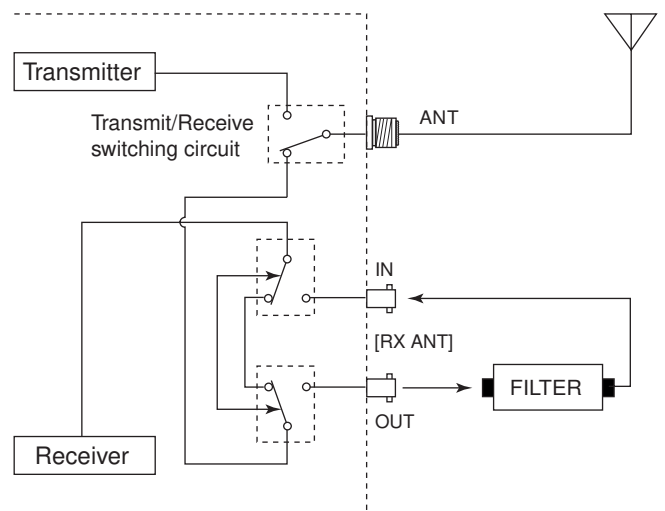 Transmitter
Transmit/Receive
switching circuit
ANT
IN
[RX ANT]
FILTER
OUT
Receiver